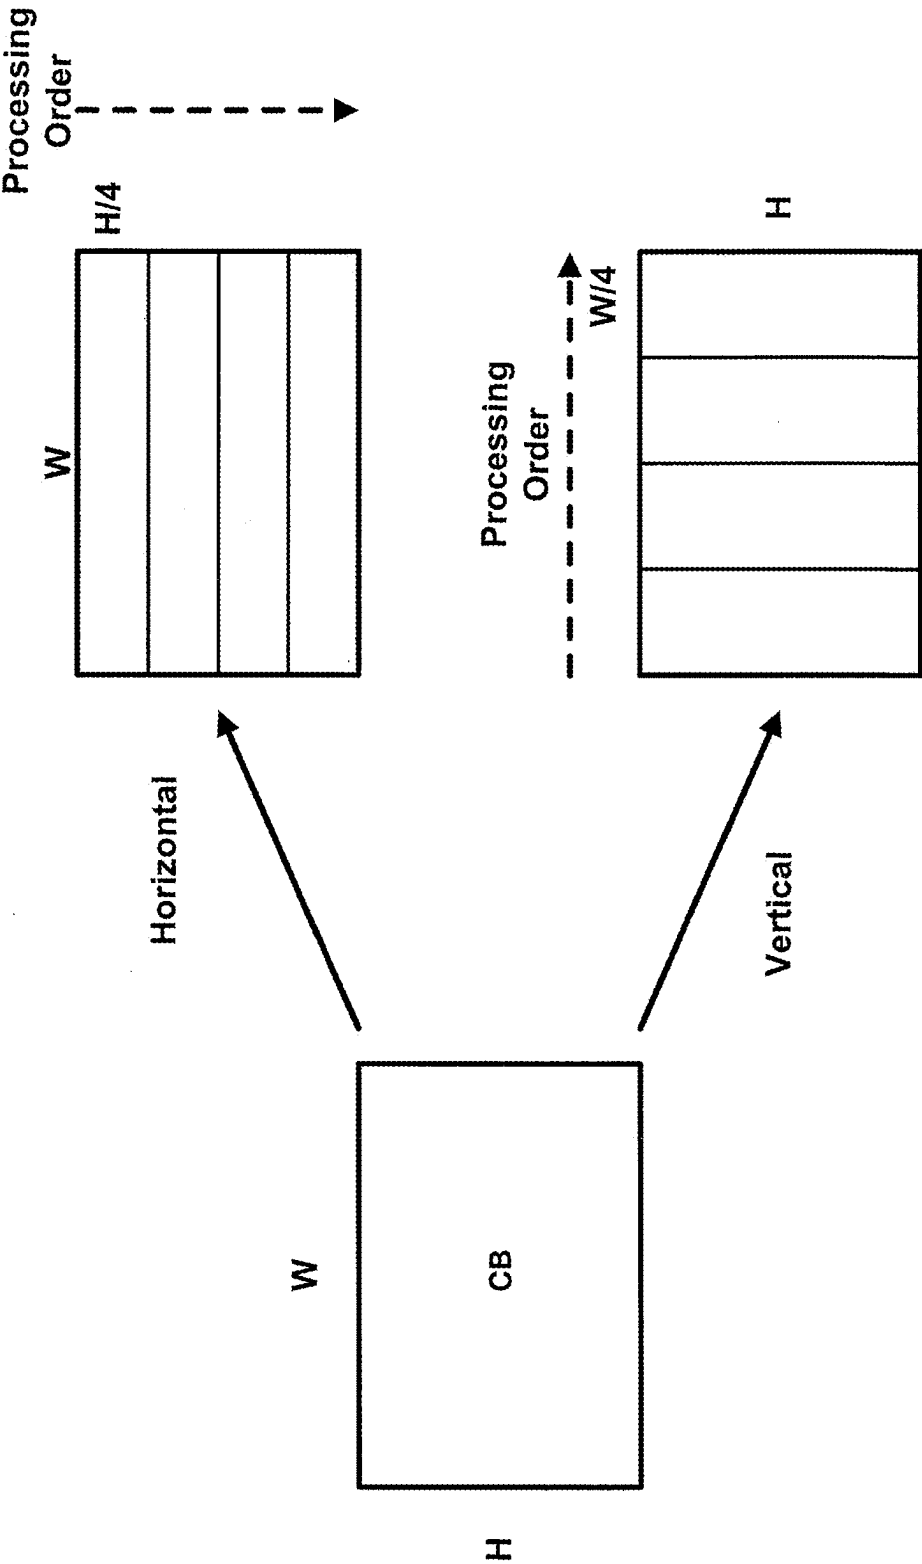 Processing
Order
W
H/4
Horizontal
W
H
CB
Processing
Order
W/4
Vertical
H